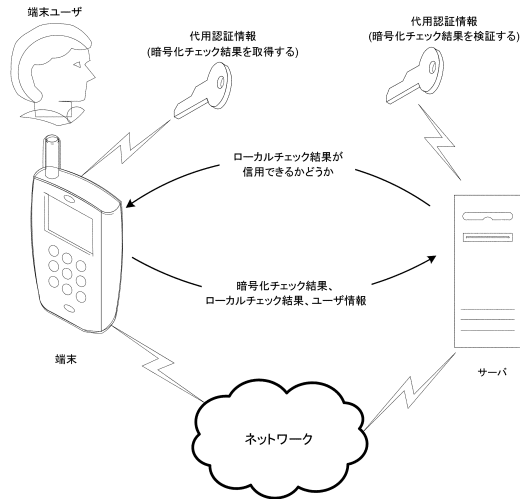 端末ユーザ
代用認証情報
(暗号化チェック結果を取得する)
代用認証情報
(暗号化チェック結果を検証する)
ローカルチェック結果が
信用できるかどうか
暗号化チェック結果、
ローカルチェック結果、ユーザ情報
端末
サーバ
ネットワーク